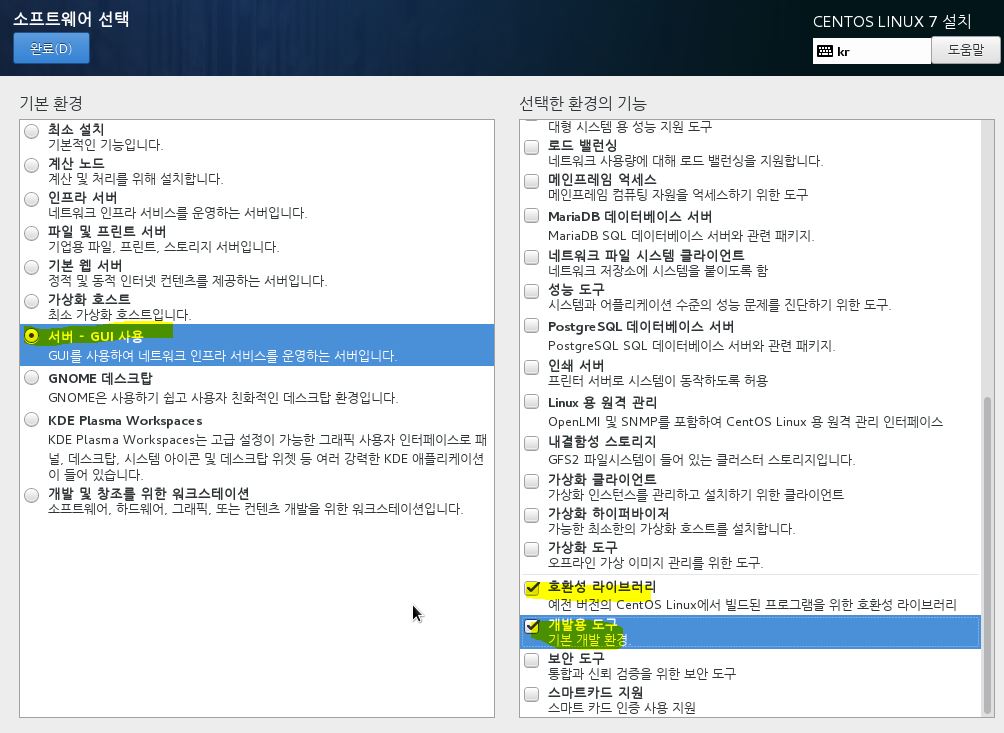 소프트웨어 선택
완료(D)
CENTOS LINUX 7 설치
kr
도움말
기본 환경
최소 설치
기본적인 기능입니다.
계산 노드
계산 및 처리를 위해 설치합니다.
인프라 서버
네트워크 인프라 서비스를 운영하는 서버입니다.
파일 및 프린트 서버
기업용 파일, 프린트, 스토리지 서버입니다.
기본 웹 서버
정적 및 동적 인터넷 컨텐츠를 제공하는 서버입니다.
가상화 호스트
최소 가상화 호스트입니다.
서버 - GUI 사용
GUI를 사용하여 네트워크 인프라 서비스를 운영하는 서버입니다.
GNOME 데스크탑
GNOME은 사용하기 쉽고 사용자 친화적인 데스크탑 환경입니다.
KDE Plasma Workspaces
KDE Plasma Workspaces는 고급 설정이 가능한 그래픽 사용자 인터페이스로 패
널, 데스크탑, 시스템 아이콘 및 데스크탑 위젯 등 여러 강력한 KDE 애플리케이션
이 들어 있습니다.
개발 및 창조를 위한 워크스테이션
소프트웨어, 하드웨어, 그래픽, 또는 컨텐츠 개발을 위한 워크스테이션입니다.
선택한 환경의 기능
대형 시스템 용 성능 지원 도구
로드 밸런싱
네트워크 사용량에 대해 로드 밸런싱을 지원합니다.
메인프레임 억세스
메인프레임 컴퓨팅 자원을 억세스하기 위한 도구
MariaDB 데이터베이스 서버
MariaDB SQL 데이터베이스 서버와 관련 패키지.
네트워크 파일 시스템 클라이언트
네트워크 저장소에 시스템을 붙이도록 함
성능 도구
시스템과 어플리케이션 수준의 성능 문제를 진단하기 위한 도구.
PostgreSQL 데이터베이스 서버
PostgreSQL SQL 데이터베이스 서버와 관련 패키지.
인쇄 서버
프린터 서버로 시스템이 동작하도록 허용
Linux 용 원격 관리
OpenLMI 및 SNMP를 포함하여 CentOS Linux 용 원격 관리 인터페이스
내결함성 스토리지
GFS2 파일시스템이 들어 있는 클러스터 스토리지입니다.
가상화 클라이언트
가상화 인스턴스를 관리하고 설치하기 위한 클라이언트
가상화 하이퍼바이저
가능한 최소한의 가상화 호스트를 설치합니다.
가상화 도구
오프라인 가상 이미지 관리를 위한 도구.
호환성 라이브러리
예전 버전의 CentOS Linux에서 빌드된 프로그램을 위한 호환성 라이브러리
개발용 도구
기본 개발 환경.
보안 도구
통합과 신뢰 검증을 위한 보안 도구
스마트카드 지원
스마트 카드 인증 사용 지원